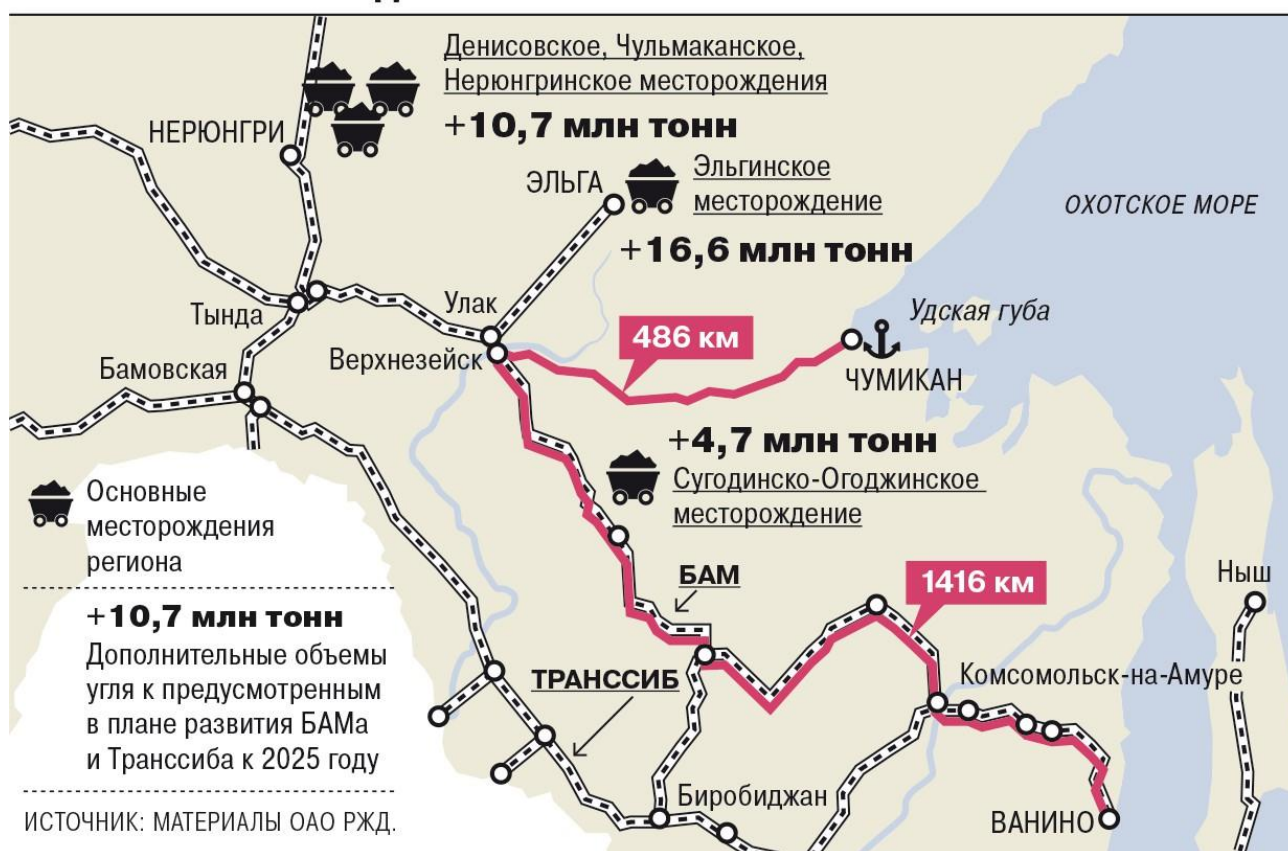 Денисовское, Чульмаканское,
Нерюнгринское месторождения
+10,7 млн тонн
НЕРЮНГРИ
ЭЛЬГА
Эльгинское
месторождение
+16,6 млн тонн
ОХОТСКОЕ МОРЕ
Тында
Улак
Удская губа
486 км
Верхнезейск
ЧУМИКАН
Бамовская
+4,7 млн тонн
Сугодинско-Огоджинское
месторождение
Основные
месторождения
региона
БАМ
1416 км
Ныш
+10,7 млн тонн
Дополнительные объемы
угля к предусмотренным
в плане развития БАМа
и Транссиба к 2025 году
ТРАНССИБ
Комсомольск-на-Амуре
Биробиджан
ВАНИНО
ИСТОЧНИК: МАТЕРИАЛЫ ОАО РЖД.